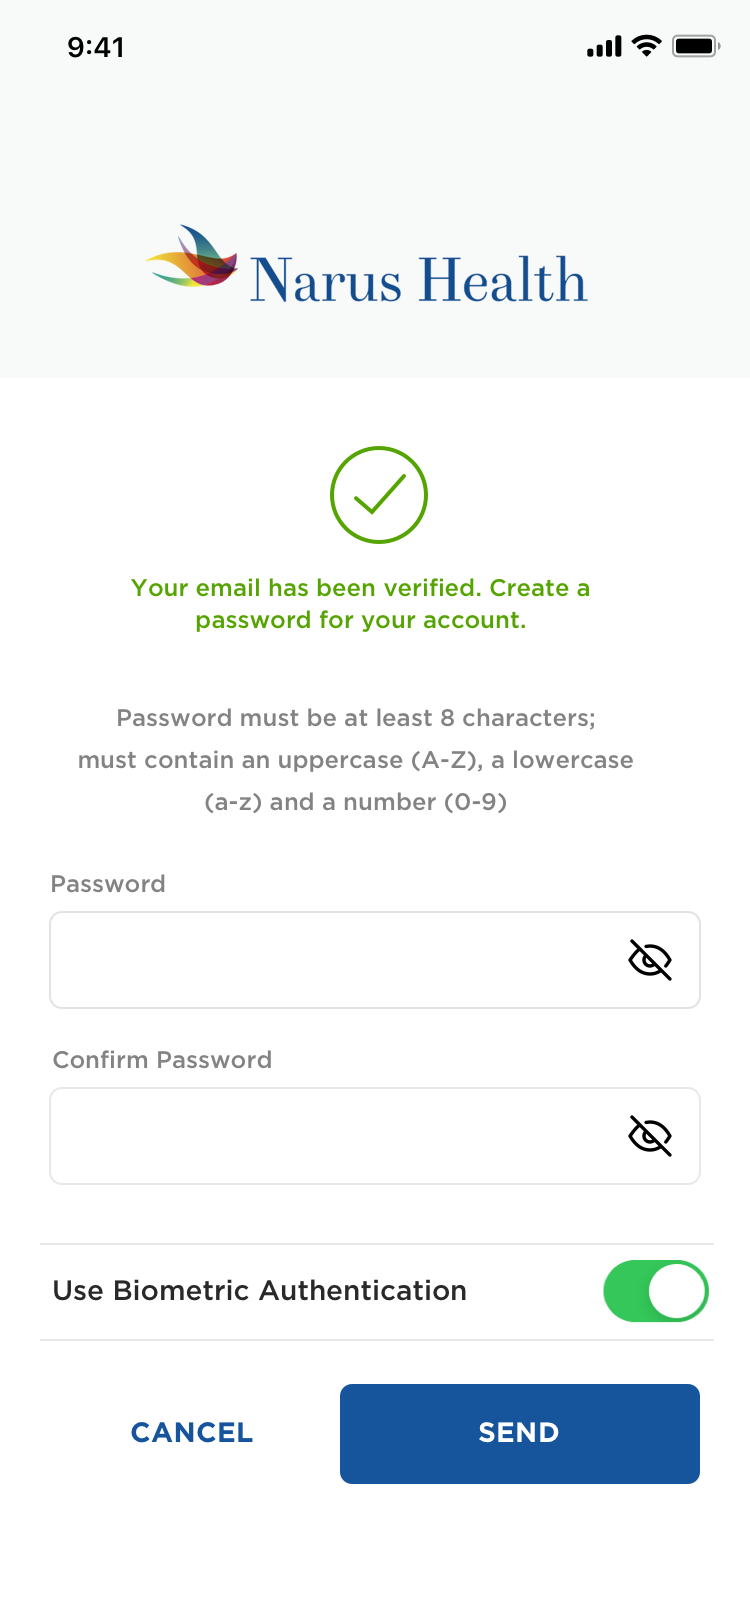 9:41
Narus Health
Your email has been verified. Create a
password for your account.
Password must be at least 8 characters;
must contain an uppercase (A-Z), a lowercase
(a-z) and a number (0-9)
Password
Confirm Password
Use Biometric Authentication
CANCEL
SEND